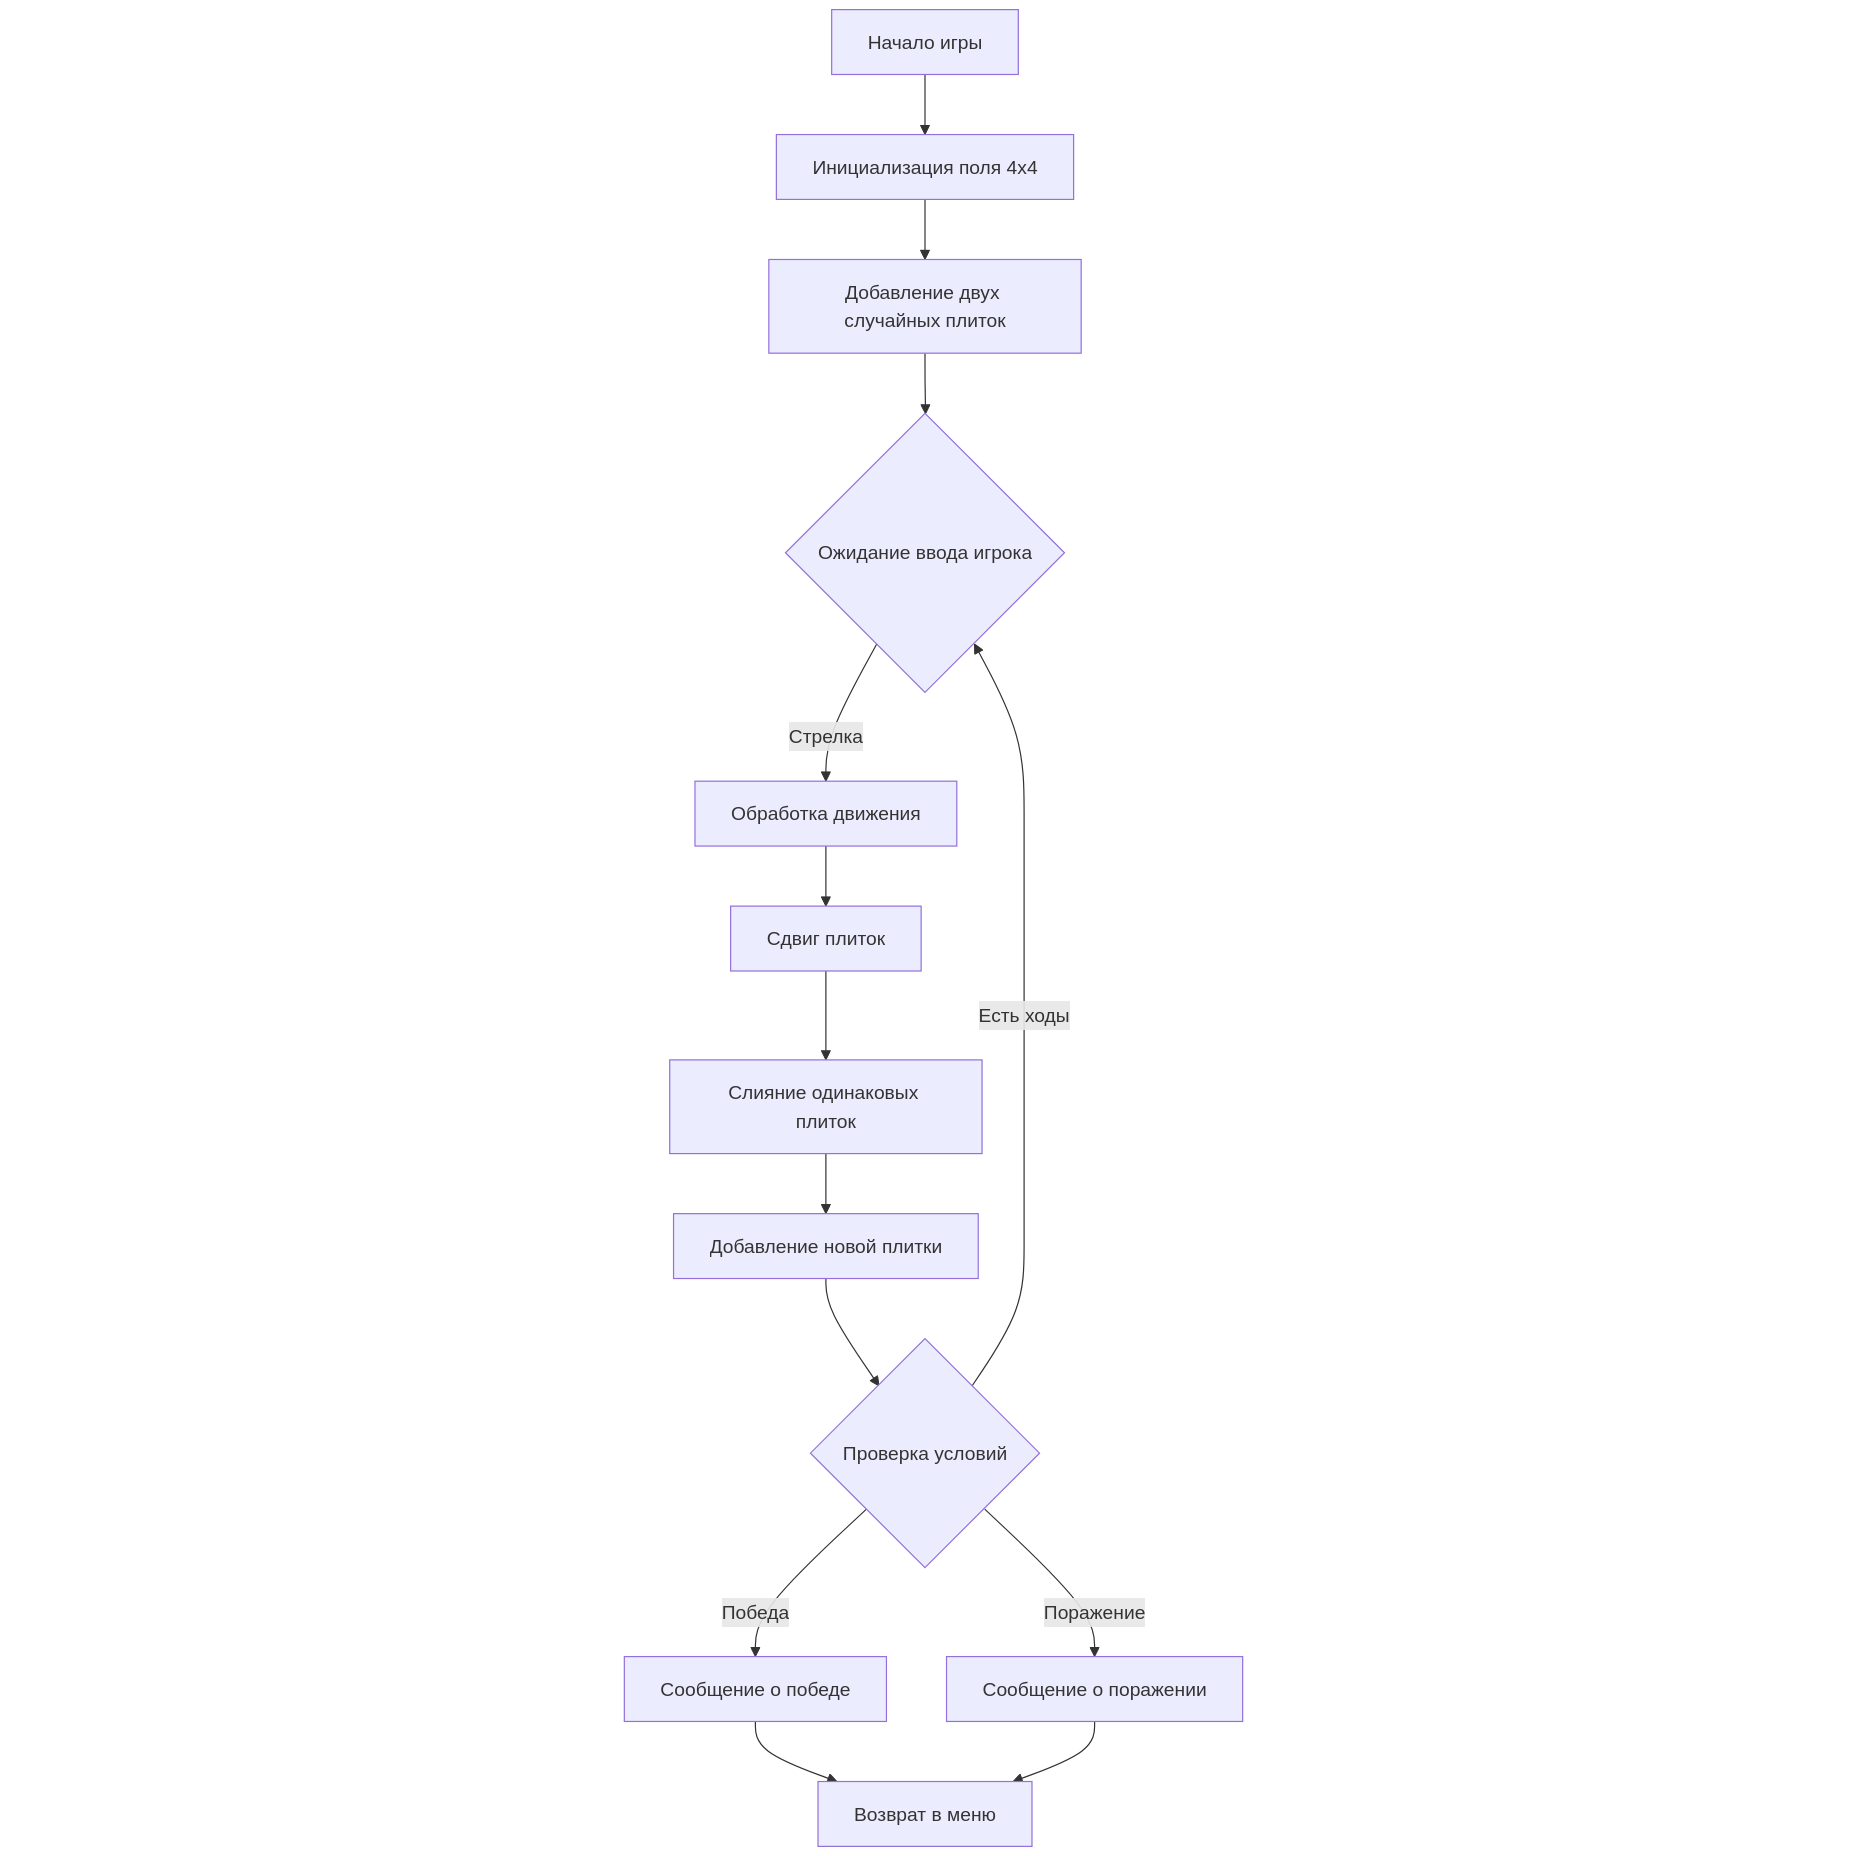 Начало игры
Инициализация поля 4x4
Добавление двух
случайных плиток
Ожидание ввода игрока
Стрелка
Обработка движения
Сдвиг плиток
Есть ходы
Слияние одинаковых
плиток
Добавление новой плитки
Проверка условий
Победа
Поражение
Сообщение о победе
Сообщение о поражении
Возврат в меню